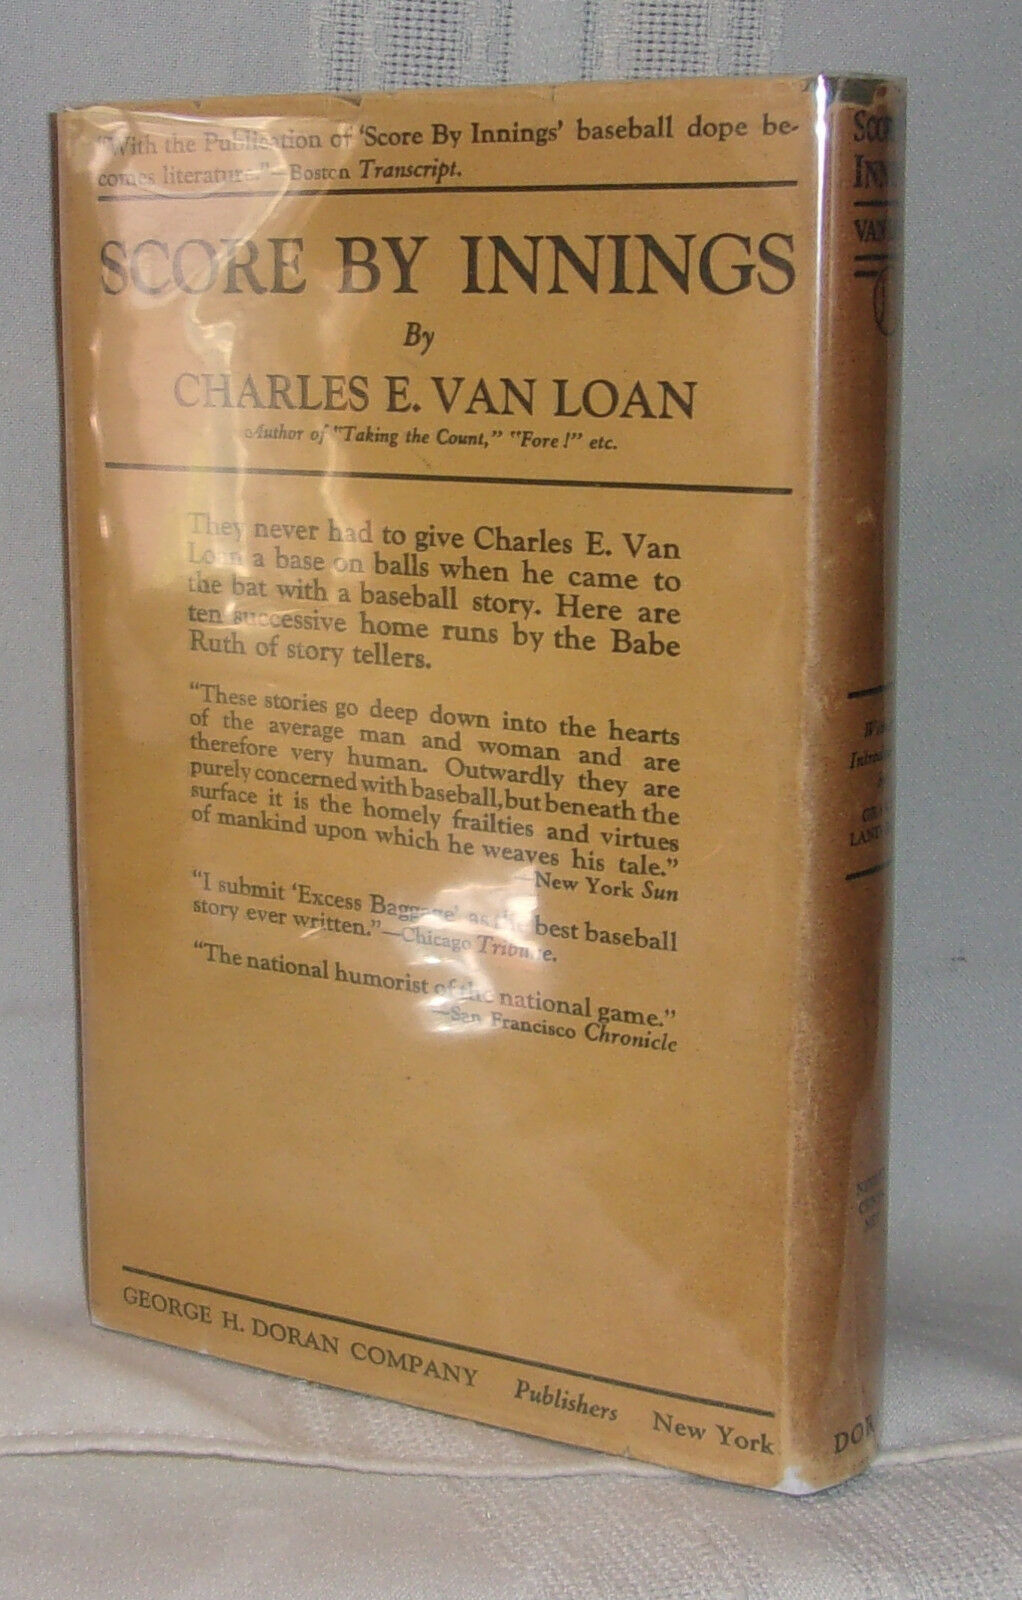 "With the Publication of 'Score By Innings' baseball dope be-
comes literature."—Boston Transcript.
SCORE BY INNINGS
By
CHARLES E. VAN LOAN
Author of "Taking the Count," "Fore!" etc.
They never had to give Charles E. Van
Loan a base on balls when he came to
the bat with a baseball story. Here are
ten successive home runs by the Babe
Ruth of story tellers.
"These stories go deep down into the hearts
of the average man and woman and are
therefore very human. Outwardly they are
purely concerned with baseball, but beneath the
surface it is the homely frailties and virtues
of mankind upon which he weaves his tale."
—New York Sun
"I submit 'Excess Baggage' as the best baseball
story ever written."—Chicago Tribune.
"The national humorist of the national game."
—San Francisco Chronicle
GEORGE H. DORAN COMPANY Publishers New York
SCO
INN
VAN
DOR